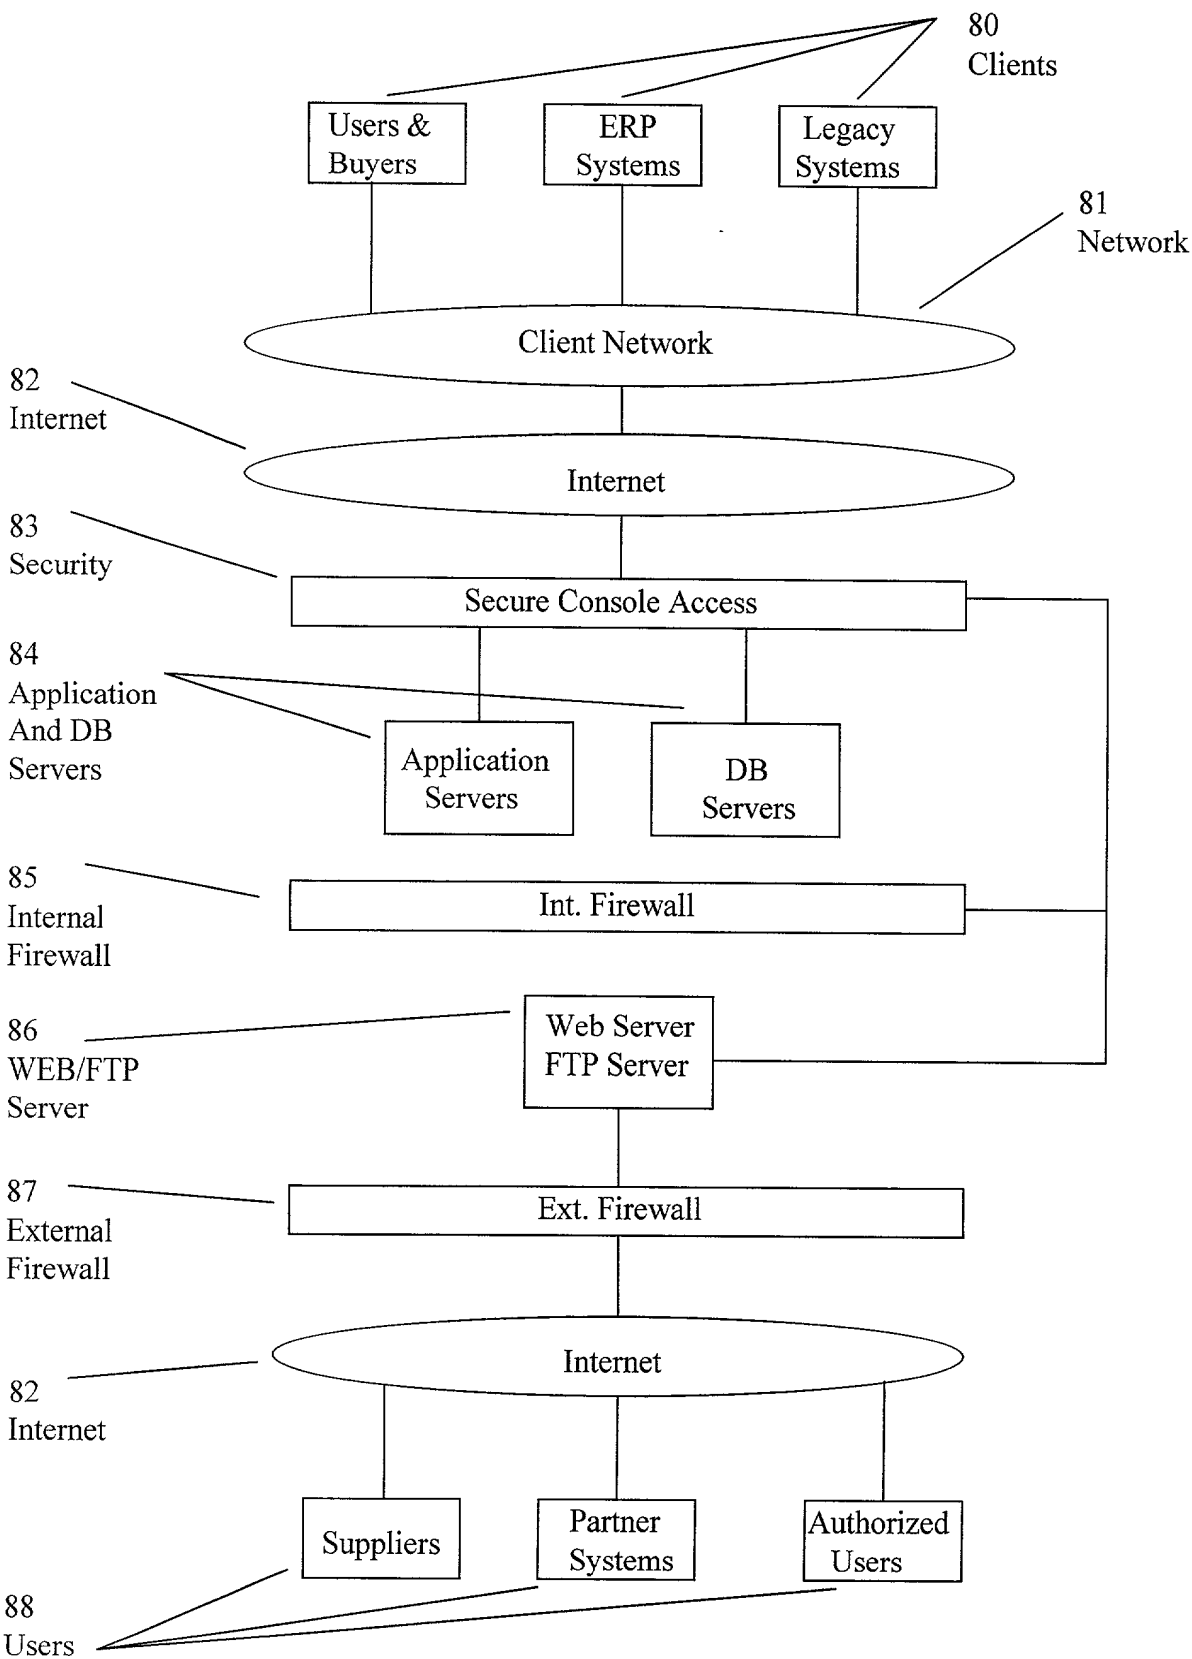 80
Clients
Users &
Buyers
ERP
Systems
Legacy
Systems
81
Network
Client Network
82
Internet
Internet
83
Security
Secure Console Access
84
Application
And DB
Servers
Application
Servers
DB
Servers
85
Internal
Firewall
Int. Firewall
86
WEB/FTP
Server
Web Server
FTP Server
87
External
Firewall
Ext. Firewall
Internet
82
Internet
Suppliers
Partner
Systems
Authorized
Users
88
Users